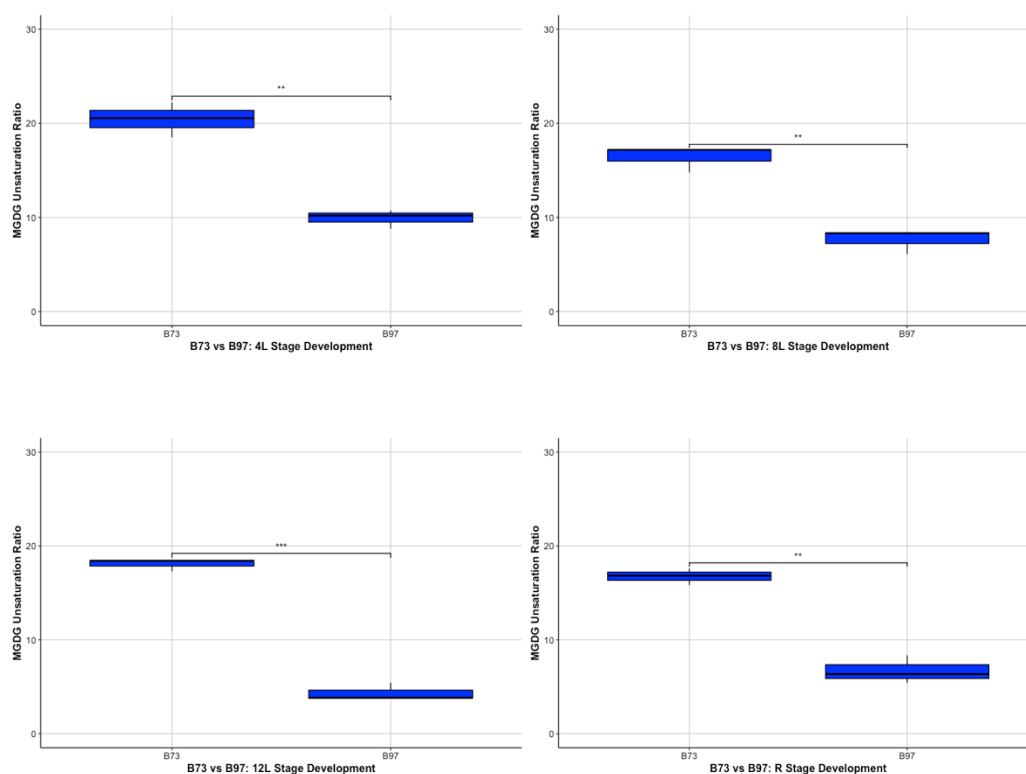 MGDG Unsaturation Ratio
30
20
10
0
**
B73
B97
B73 vs B97: 4L Stage Development
MGDG Unsaturation Ratio
30
20
10
0
**
B73
B97
B73 vs B97: 8L Stage Development
MGDG Unsaturation Ratio
30
20
10
0
***
B73
B97
B73 vs B97: 12L Stage Development
MGDG Unsaturation Ratio
30
20
10
0
**
B73
B97
B73 vs B97: R Stage Development